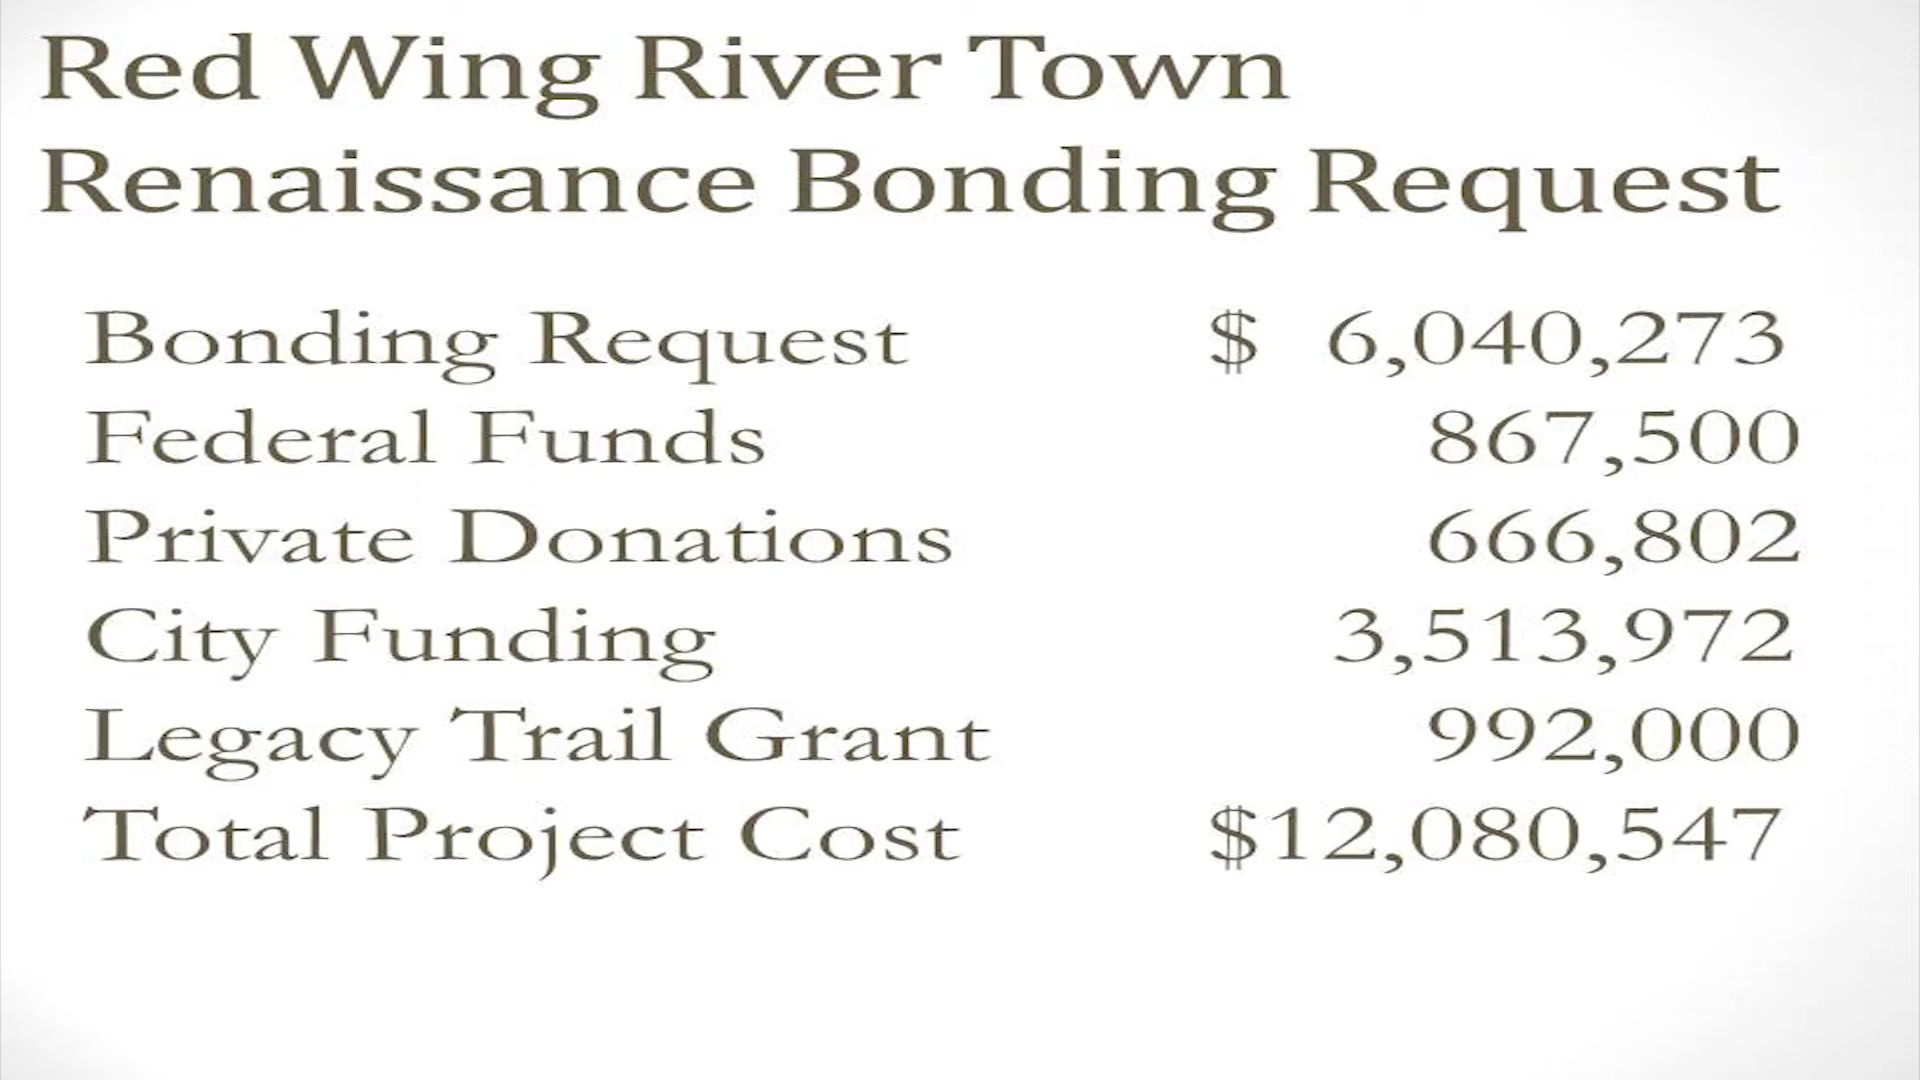 Red Wing River Town
Renaissance Bonding Request
Bonding Request $ 6,040,273
Federal Funds 867,500
Private Donations 666,802
City Funding 3,513,972
Legacy Trail Grant 992,000
Total Project Cost $12,080,547